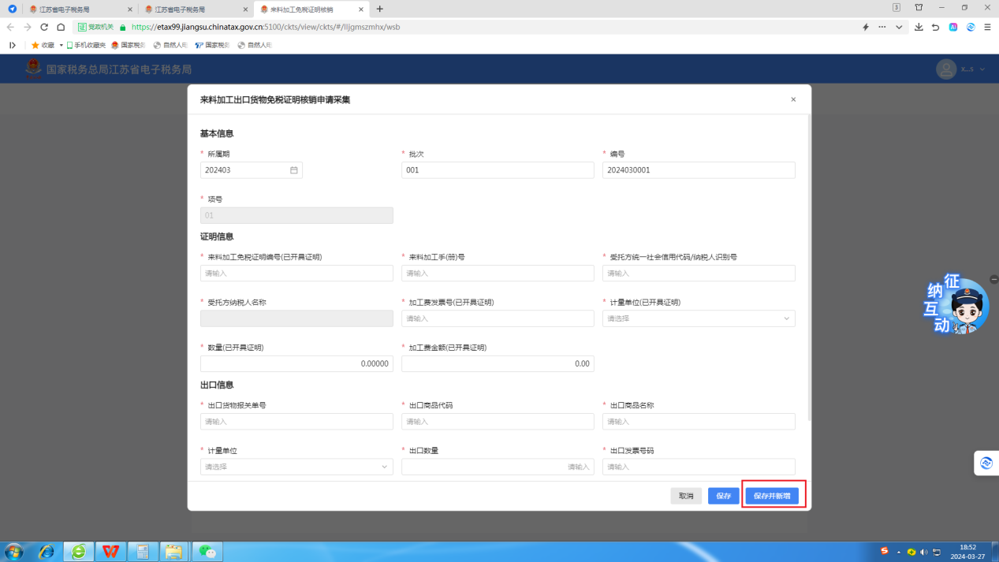 江苏省电子税务局
江苏省电子税务局
来料加工免税证明核销
3
证 党政机关 https://etax99.jiangsu.chinatax.gov.cn:5100/ckts/view/ckts/#/lljgmszmhx/wsb
收藏 手机收藏夹 国家税务 自然人电 国家税务 自然人电
国家税务总局江苏省电子税务局
来料加工出口货物免税证明核销申请采集
基本信息
* 所属期 * 批次 * 编号
202403 001 2024030001
* 项号
01
证明信息
* 来料加工免税证明编号(已开具证明) * 来料加工手(册)号 * 受托方统一社会信用代码/纳税人识别号
请输入 请输入 请输入
* 受托方纳税人名称 * 加工费发票号(已开具证明) * 计量单位(已开具证明)
请输入 请选择
* 数量(已开具证明) * 加工费金额(已开具证明)
0.00000 0.00
出口信息
* 出口货物报关单号 * 出口商品代码 * 出口商品名称
请输入 请输入 请输入
* 计量单位 * 出口数量 * 出口发票号码
请选择 请输入 请输入
取消 保存 保存并新增
征纳互动
18:52
2024-03-27